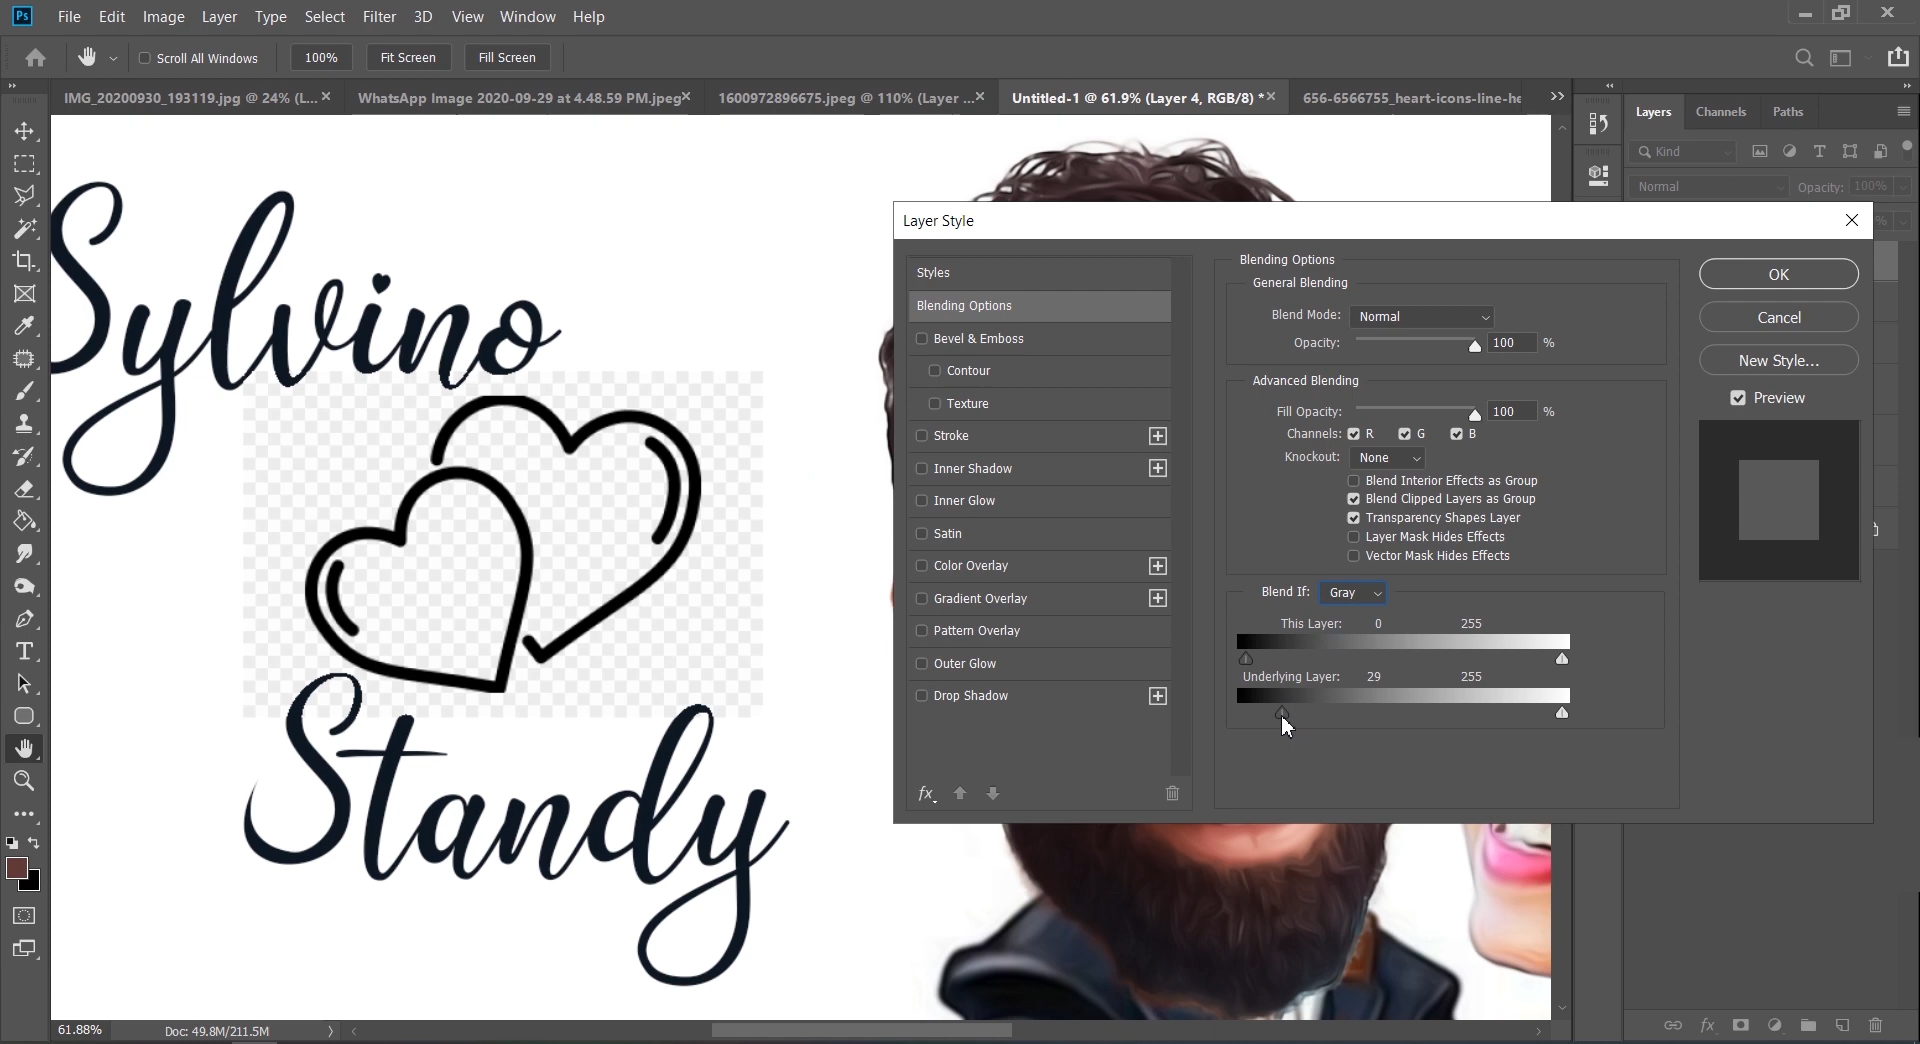 Ps File Edit Image Layer Type Select Filter 3D View Window Help
Scroll All Windows 100% Fit Screen Fill Screen
IMG_20200930_193119.jpg @ 24% (L... WhatsApp Image 2020-09-29 at 4.48.59 PM.jpeg 1600972896675.jpeg @ 110% (Layer ... Untitled-1 @ 61.9% (Layer 4, RGB/8) * 656-6566755_heart-icons-line-he
Layers Channels Paths
Kind
Normal Opacity: 100%
%
Sylvino
Standy
Layer Style
Styles
Blending Options
Bevel & Emboss
Contour
Texture
Stroke
Inner Shadow
Inner Glow
Satin
Color Overlay
Gradient Overlay
Pattern Overlay
Outer Glow
Drop Shadow
fx
Blending Options
General Blending
Blend Mode: Normal
Opacity: 100 %
Advanced Blending
Fill Opacity: 100 %
Channels: R G B
Knockout: None
Blend Interior Effects as Group
Blend Clipped Layers as Group
Transparency Shapes Layer
Layer Mask Hides Effects
Vector Mask Hides Effects
Blend If: Gray
This Layer: 0 255
Underlying Layer: 29 255
OK
Cancel
New Style...
Preview
61.88% Doc: 49.8M/211.5M
fx